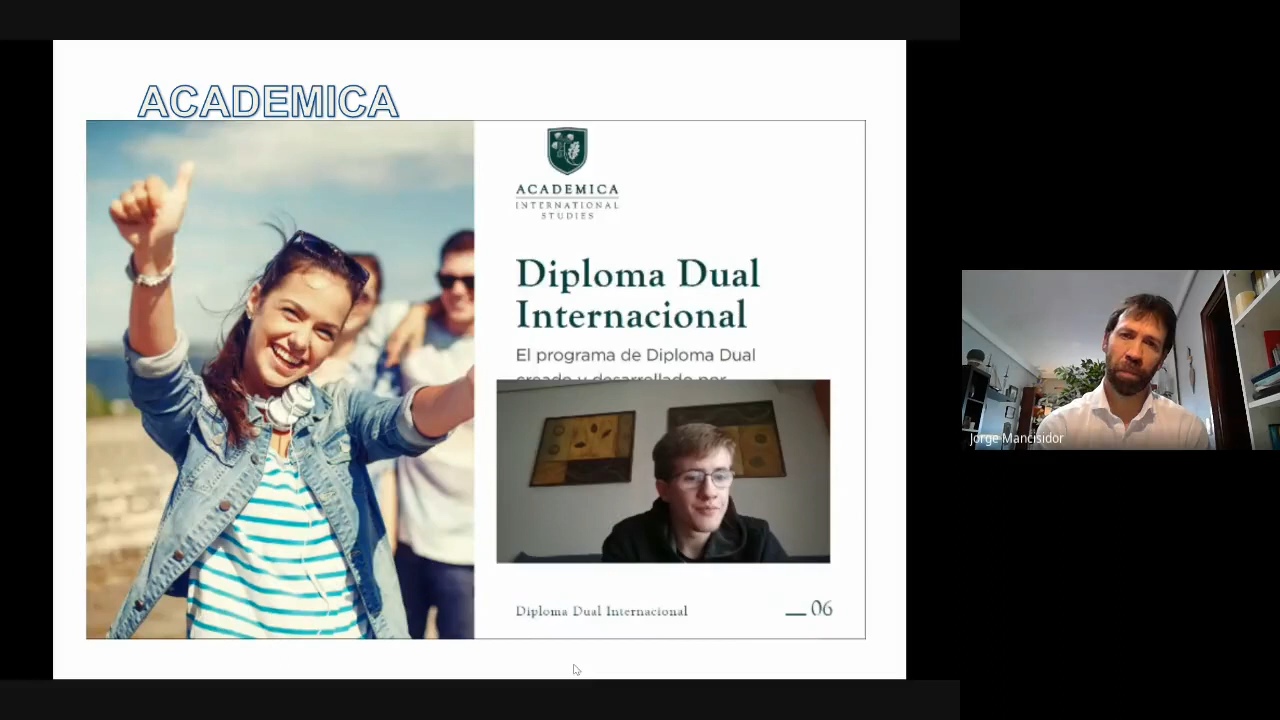 ACADEMICA
ACADEMICA
INTERNATIONAL
STUDIES
Diploma Dual
Internacional
El programa de Diploma Dual
creado y desarrollado por
Diploma Dual Internacional
06
Jorge Mancisidor